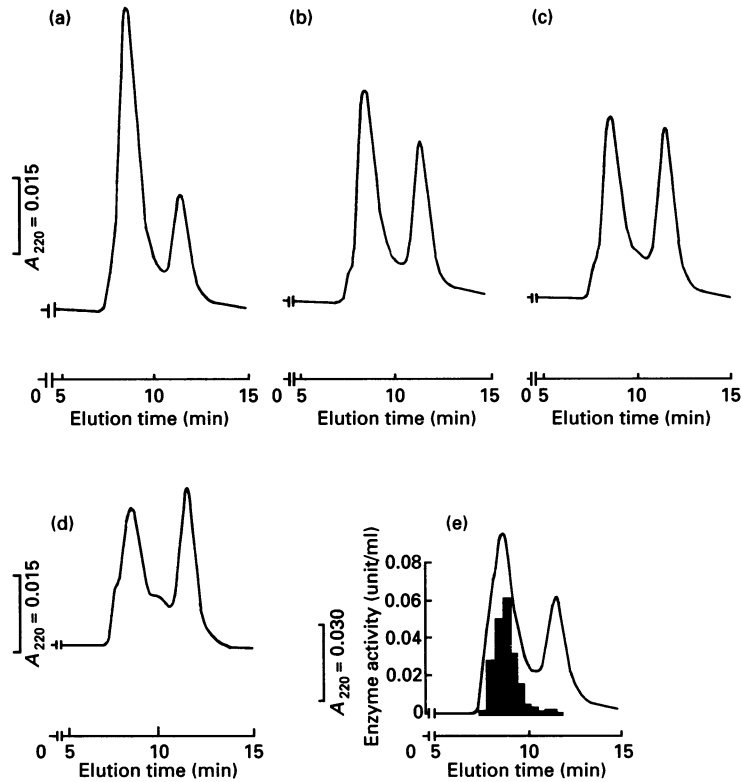 (a)
(b)
(c)
A220 = 0.015
0 5 10 15
Elution time (min)
0 5 10 15
Elution time (min)
0 5 10 15
Elution time (min)
(d)
(e)
A220 = 0.015
A220 = 0.030
Enzyme activity (unit/ml)
0.08
0.06
0.04
0.02
0
0 5 10 15
Elution time (min)
0 5 10 15
Elution time (min)